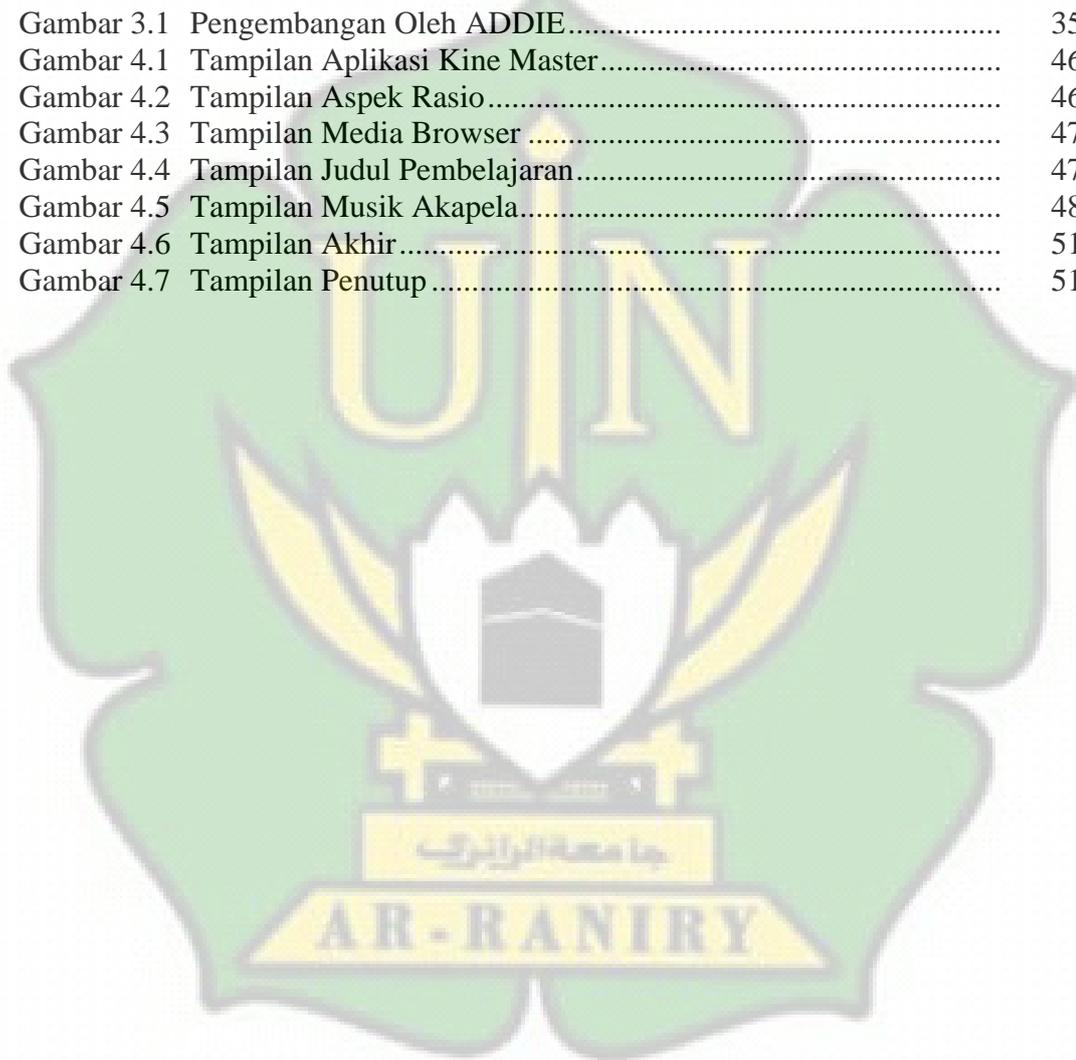 Gambar 3.1 Pengembangan Oleh ADDIE...................................................... 35
Gambar 4.1 Tampilan Aplikasi Kine Master.................................................. 46
Gambar 4.2 Tampilan Aspek Rasio................................................................ 46
Gambar 4.3 Tampilan Media Browser ........................................................... 47
Gambar 4.4 Tampilan Judul Pembelajaran..................................................... 47
Gambar 4.5 Tampilan Musik Akapela............................................................ 48
Gambar 4.6 Tampilan Akhir........................................................................... 51
Gambar 4.7 Tampilan Penutup....................................................................... 51
UIN
جامعة الرانري
AR-RANIRY